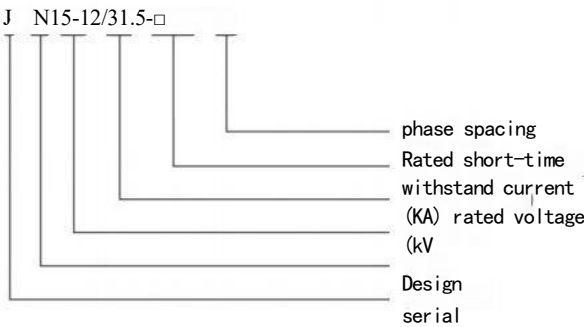 J N15-12/31.5-□
phase spacing
Rated short-time
withstand current
(KA) rated voltage
(kV
Design
serial